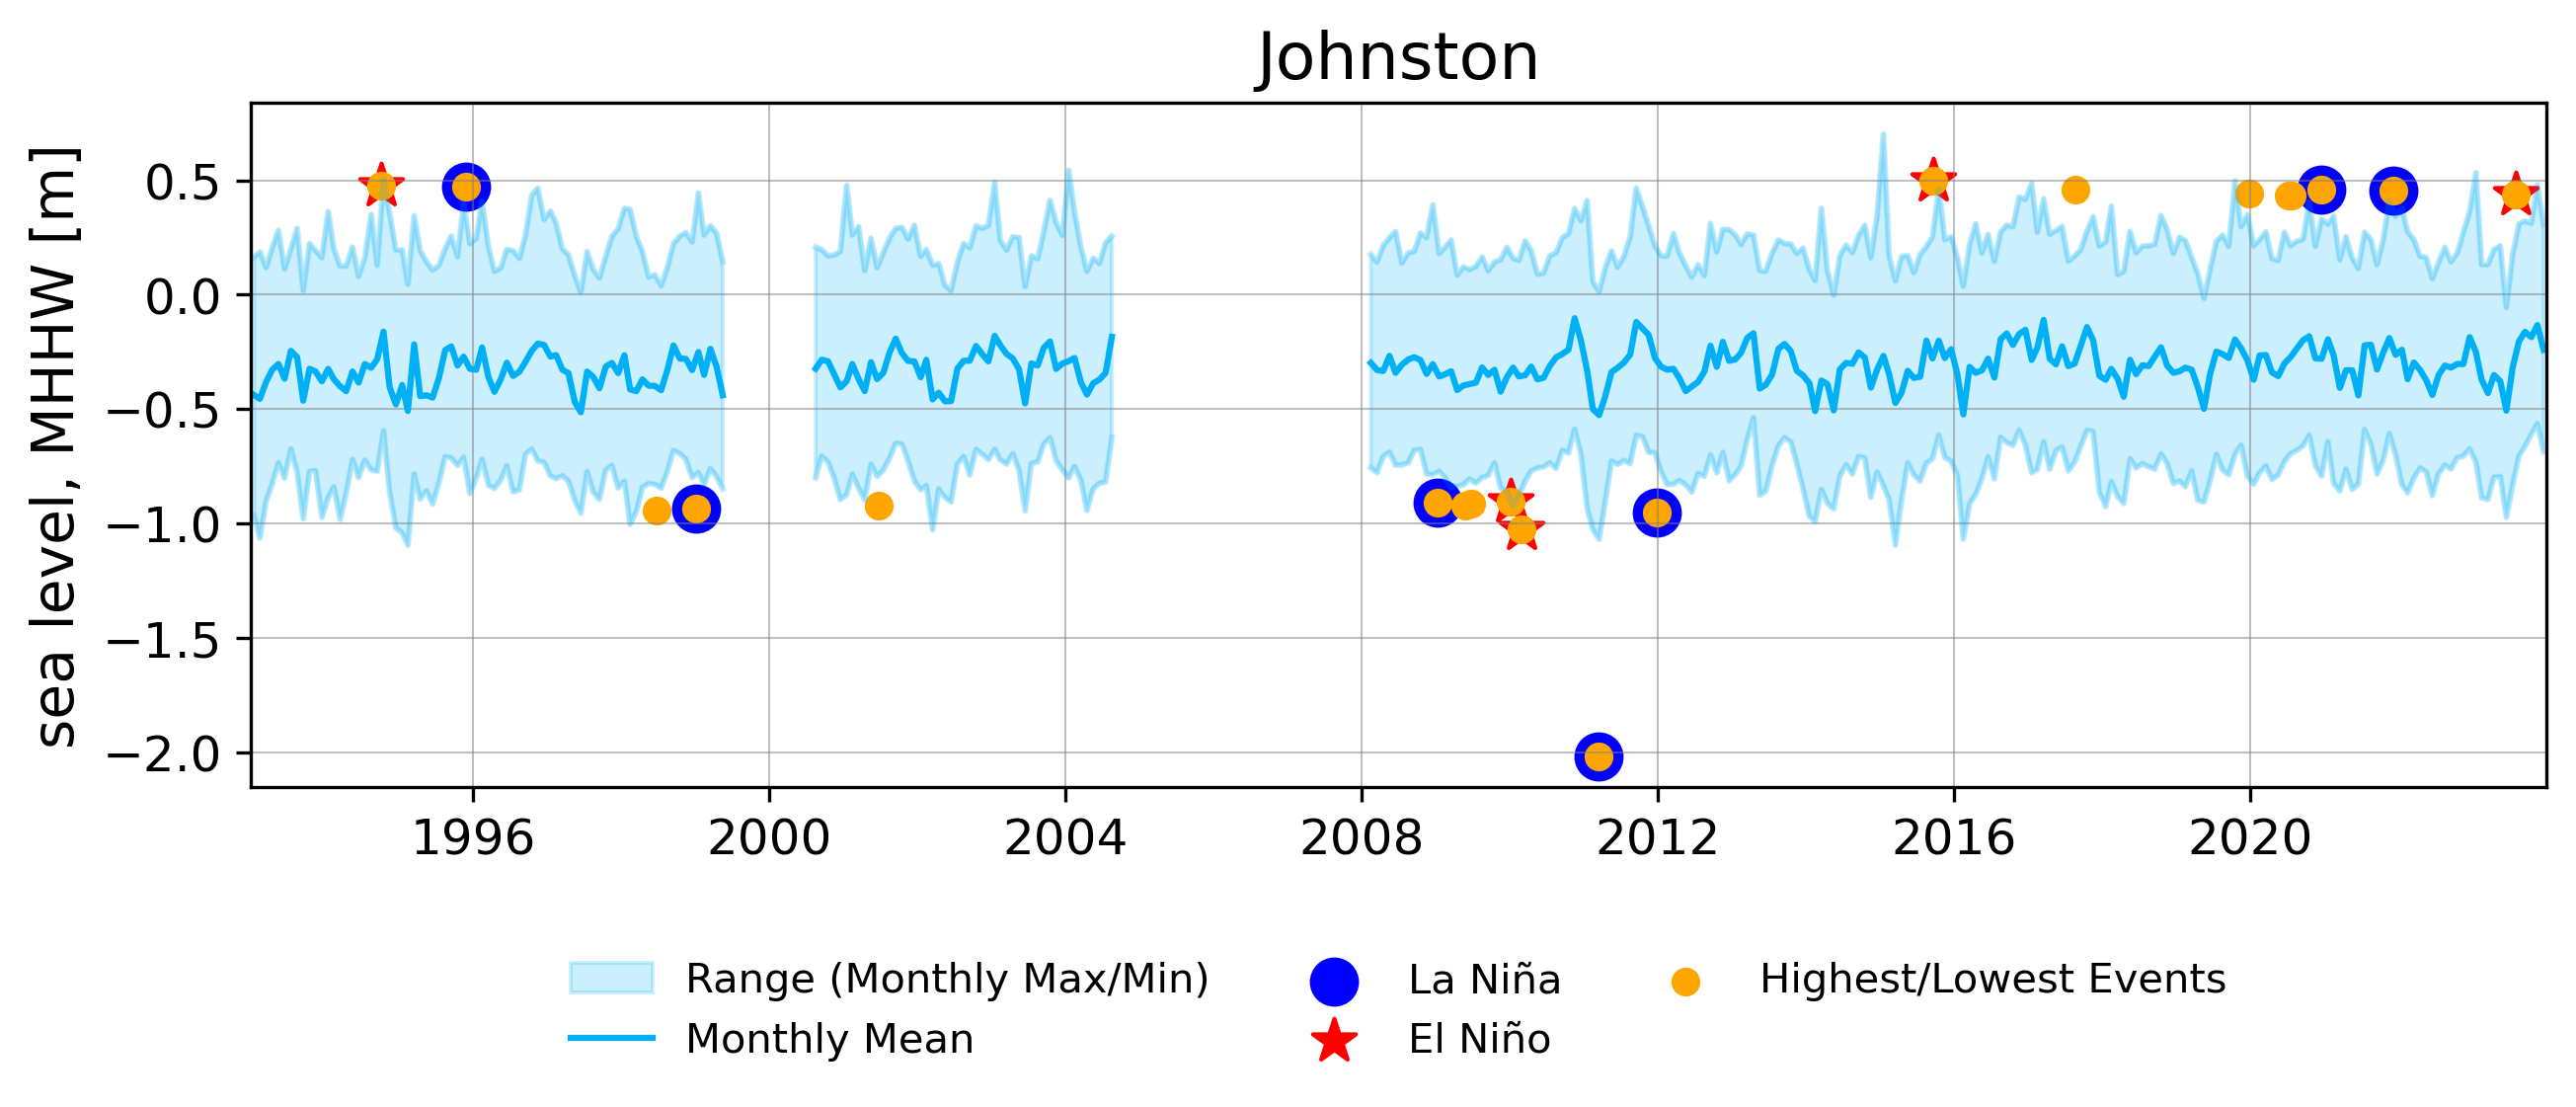 Johnston
sea level, MHHW [m]
0.5
0.0
−0.5
−1.0
−1.5
−2.0
1996 2000 2004 2008 2012 2016 2020
Range (Monthly Max/Min) La Niña Highest/Lowest Events
Monthly Mean El Niño